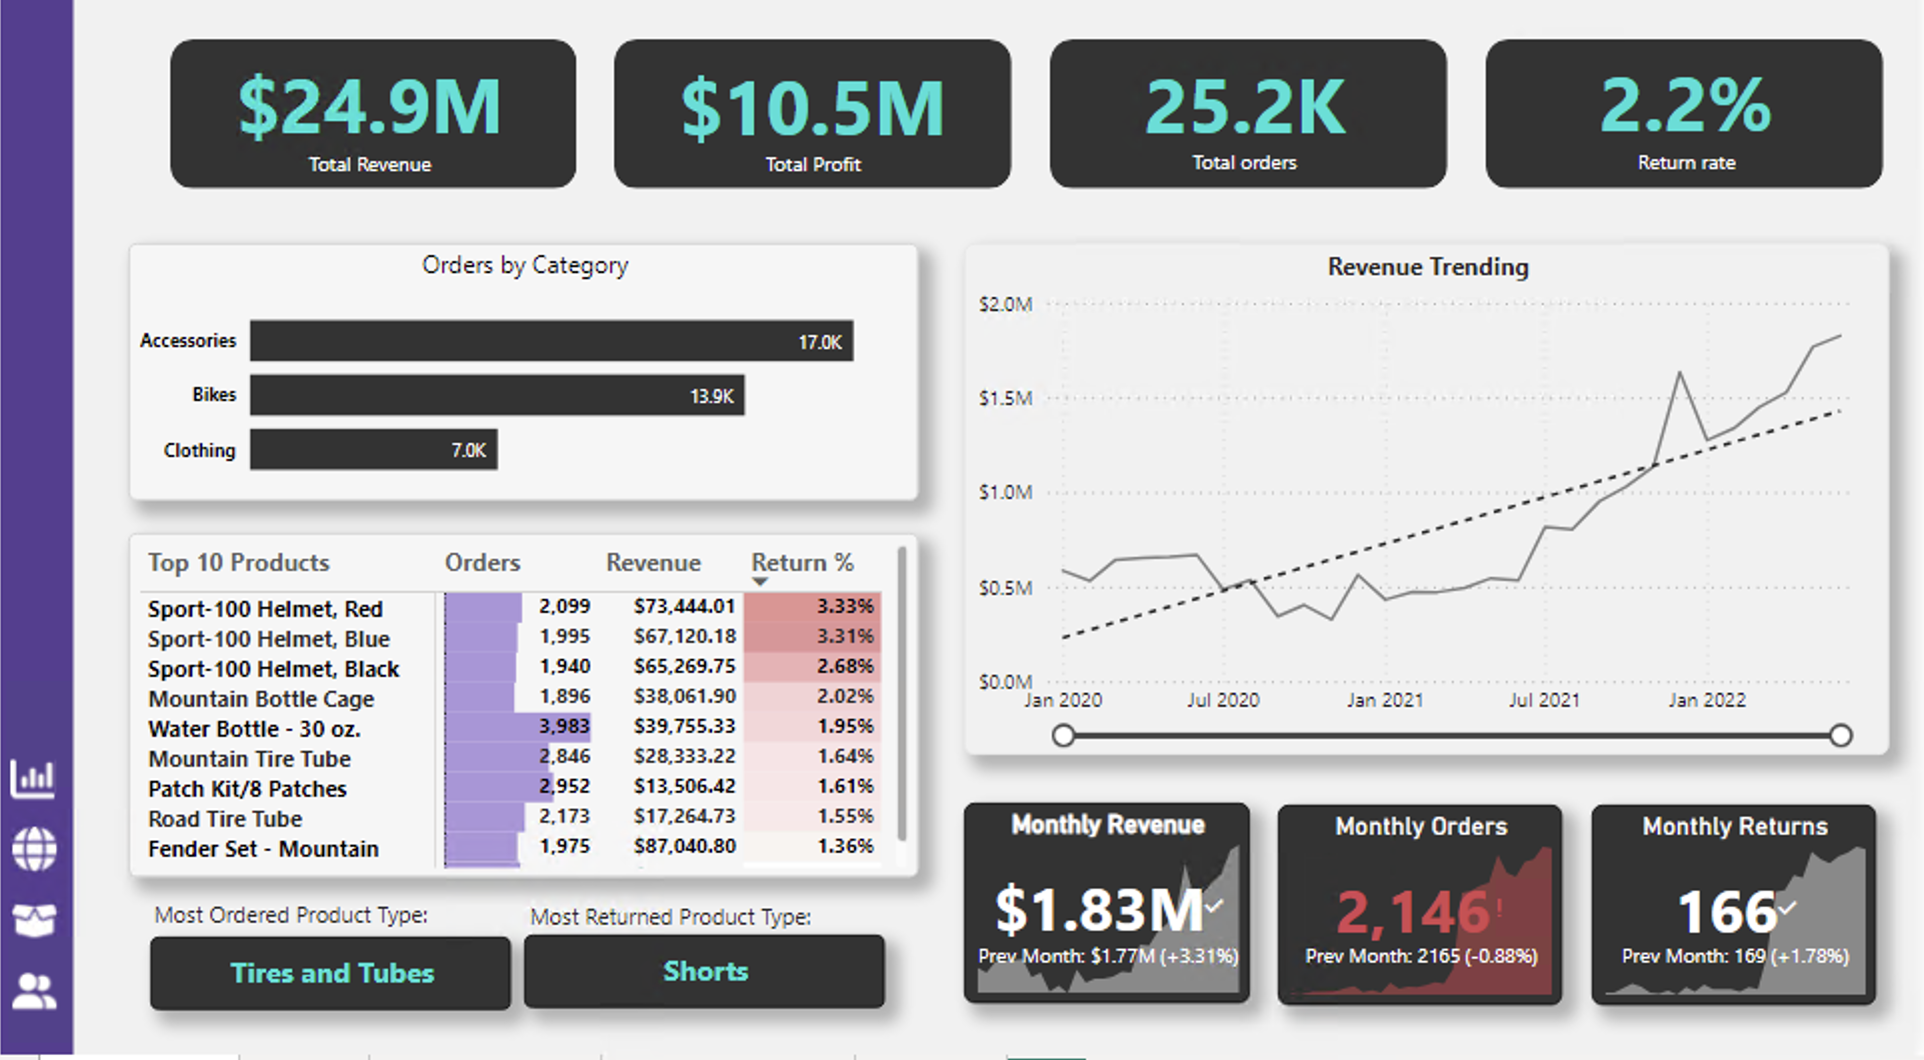 $24.9M
Total Revenue
$10.5M
Total Profit
25.2K
Total orders
2.2%
Return rate
Orders by Category
Accessories 17.0K
Bikes 13.9K
Clothing 7.0K
Revenue Trending
$2.0M
$1.5M
$1.0M
$0.5M
$0.0M
Jan 2020 Jul 2020 Jan 2021 Jul 2021 Jan 2022
Top 10 Products Orders Revenue Return %
Sport-100 Helmet, Red 2,099 $73,444.01 3.33%
Sport-100 Helmet, Blue 1,995 $67,120.18 3.31%
Sport-100 Helmet, Black 1,940 $65,269.75 2.68%
Mountain Bottle Cage 1,896 $38,061.90 2.02%
Water Bottle - 30 oz. 3,983 $39,755.33 1.95%
Mountain Tire Tube 2,846 $28,333.22 1.64%
Patch Kit/8 Patches 2,952 $13,506.42 1.61%
Road Tire Tube 2,173 $17,264.73 1.55%
Fender Set - Mountain 1,975 $87,040.80 1.36%
Most Ordered Product Type:
Tires and Tubes
Most Returned Product Type:
Shorts
Monthly Revenue
$1.83M✓
Prev Month: $1.77M (+3.31%)
Monthly Orders
2,146!
Prev Month: 2165 (-0.88%)
Monthly Returns
166✓
Prev Month: 169 (+1.78%)